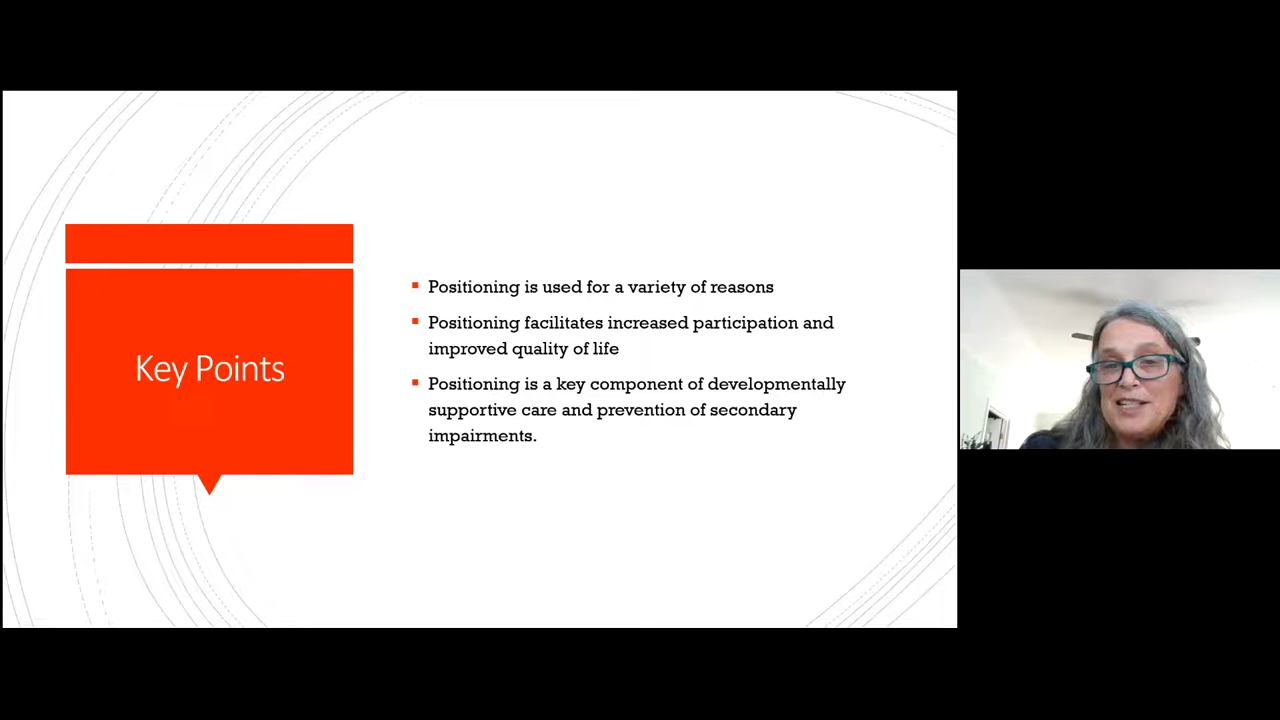 Key Points
Positioning is used for a variety of reasons
Positioning facilitates increased participation and
improved quality of life
Positioning is a key component of developmentally
supportive care and prevention of secondary
impairments.